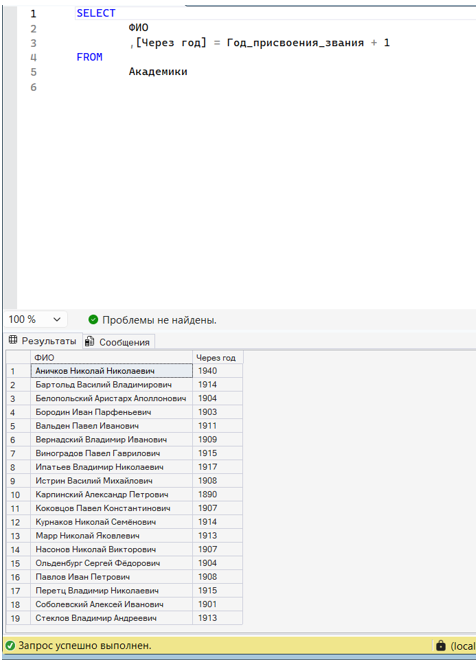 1 SELECT
2 ФИО
3 ,[Через год] = Год_присвоения_звания + 1
4 FROM
5 Академики
6
100 % Проблемы не найдены.
Результаты Сообщения
ФИО Через год
1 Аничков Николай Николаевич 1940
2 Бартольд Василий Владимирович 1914
3 Белопольский Аристарх Аполлонович 1904
4 Бородин Иван Парфеньевич 1903
5 Вальден Павел Иванович 1911
6 Вернадский Владимир Иванович 1909
7 Виноградов Павел Гаврилович 1915
8 Ипатьев Владимир Николаевич 1917
9 Истрин Василий Михайлович 1908
10 Карпинский Александр Петрович 1890
11 Коковцов Павел Константинович 1907
12 Курнаков Николай Семёнович 1914
13 Марр Николай Яковлевич 1913
14 Насонов Николай Викторович 1907
15 Ольденбург Сергей Фёдорович 1904
16 Павлов Иван Петрович 1908
17 Перетц Владимир Николаевич 1915
18 Соболевский Алексей Иванович 1901
19 Стеклов Владимир Андреевич 1913
Запрос успешно выполнен. (local